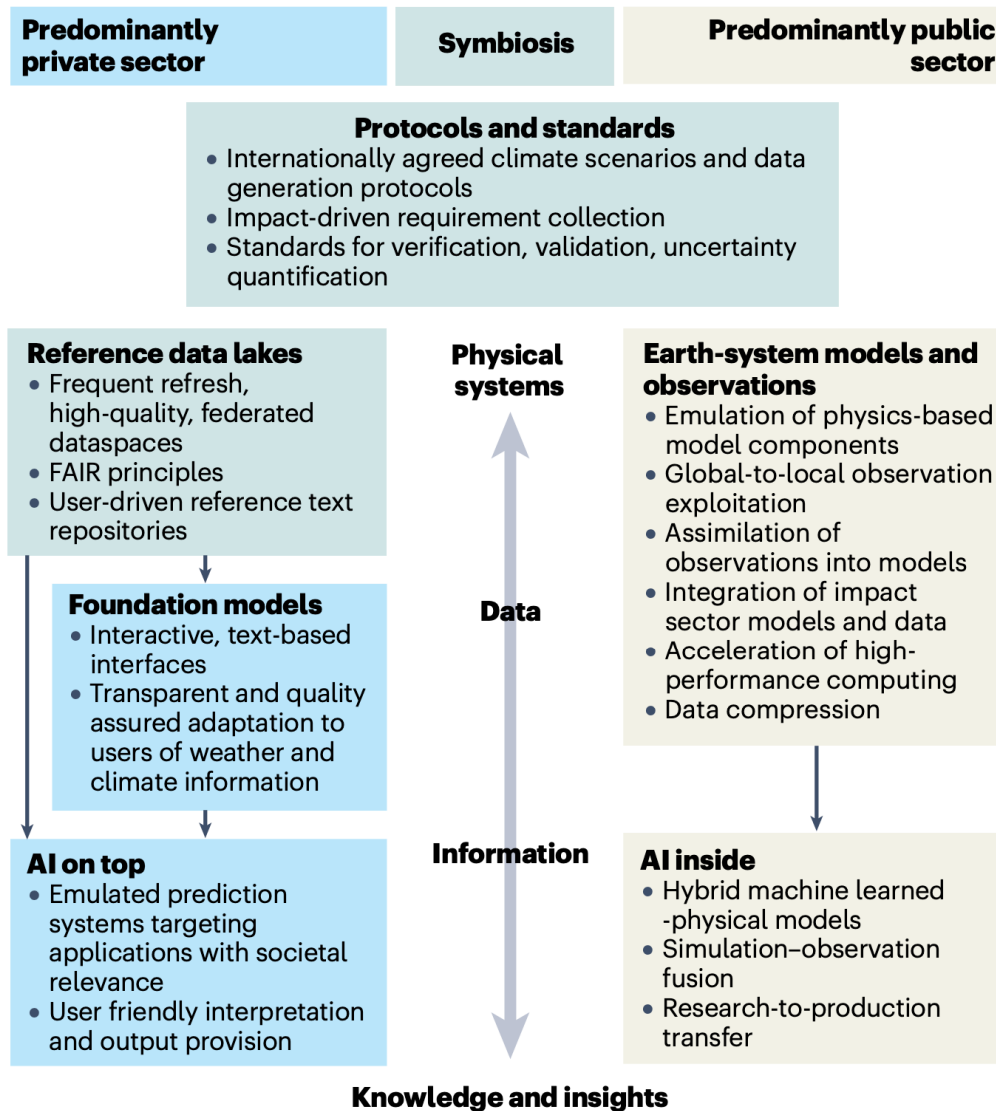 Predominantly
private sector
Symbiosis
Predominantly public
sector
Protocols and standards
• Internationally agreed climate scenarios and data
generation protocols
• Impact-driven requirement collection
• Standards for verification, validation, uncertainty
quantification
Reference data lakes
• Frequent refresh,
high-quality, federated
dataspaces
• FAIR principles
• User-driven reference text
repositories
Foundation models
• Interactive, text-based
interfaces
• Transparent and quality
assured adaptation to
users of weather and
climate information
AI on top
• Emulated prediction
systems targeting
applications with societal
relevance
• User friendly interpretation
and output provision
Physical
systems
Data
Information
Knowledge and insights
Earth-system models and
observations
• Emulation of physics-based
model components
• Global-to-local observation
exploitation
• Assimilation of
observations into models
• Integration of impact
sector models and data
• Acceleration of high-
performance computing
• Data compression
AI inside
• Hybrid machine learned
-physical models
• Simulation–observation
fusion
• Research-to-production
transfer